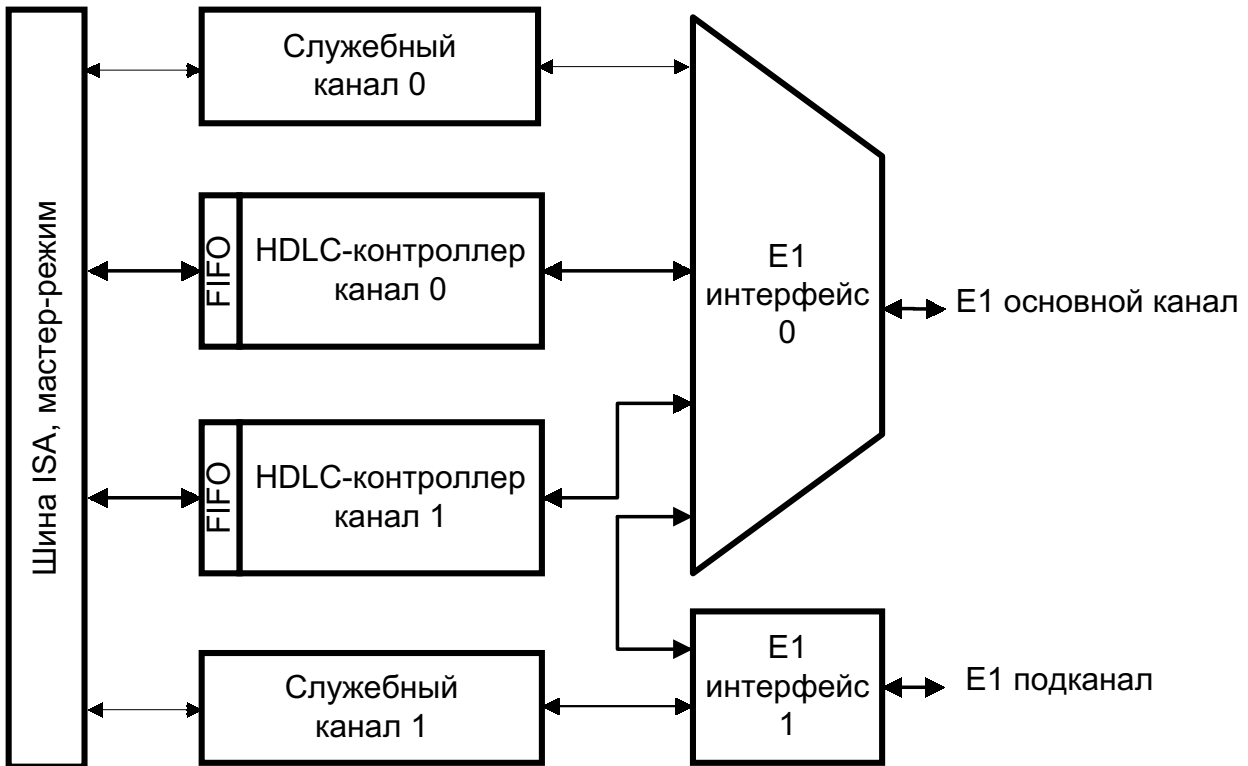 Шина ISA, мастер-режим
Служебный
канал 0
FIFO
HDLC-контроллер
канал 0
FIFO
HDLC-контроллер
канал 1
Служебный
канал 1
E1
интерфейс
0
E1 основной канал
E1
интерфейс
1
E1 подканал